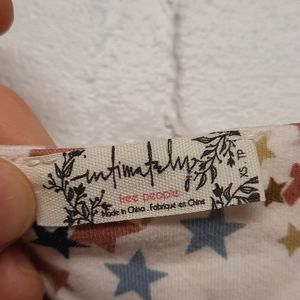 intimately
free people
Made in China . Fabriqué en Chine
XS TP